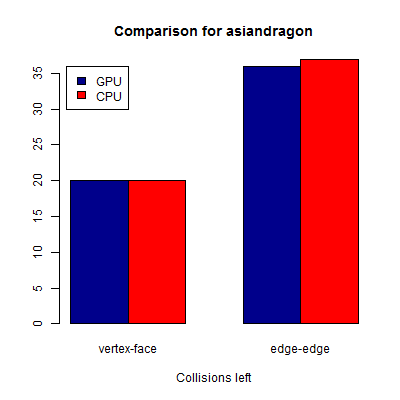 Comparison for asiandragon
GPU
CPU
35
30
25
20
15
10
5
0
vertex-face
edge-edge
Collisions left